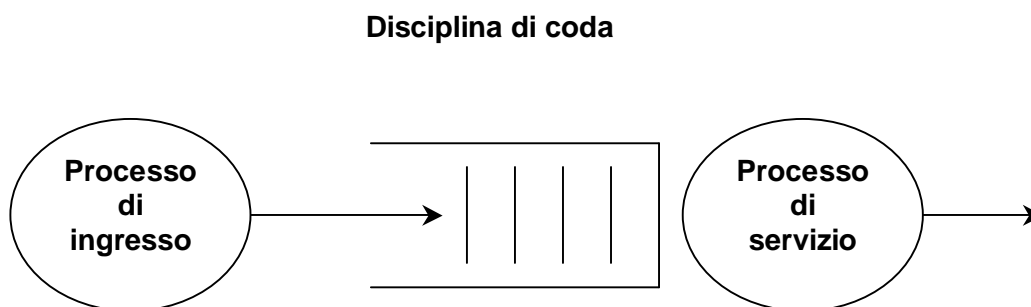 Disciplina di coda
Processo
di
ingresso
Processo
di
servizio